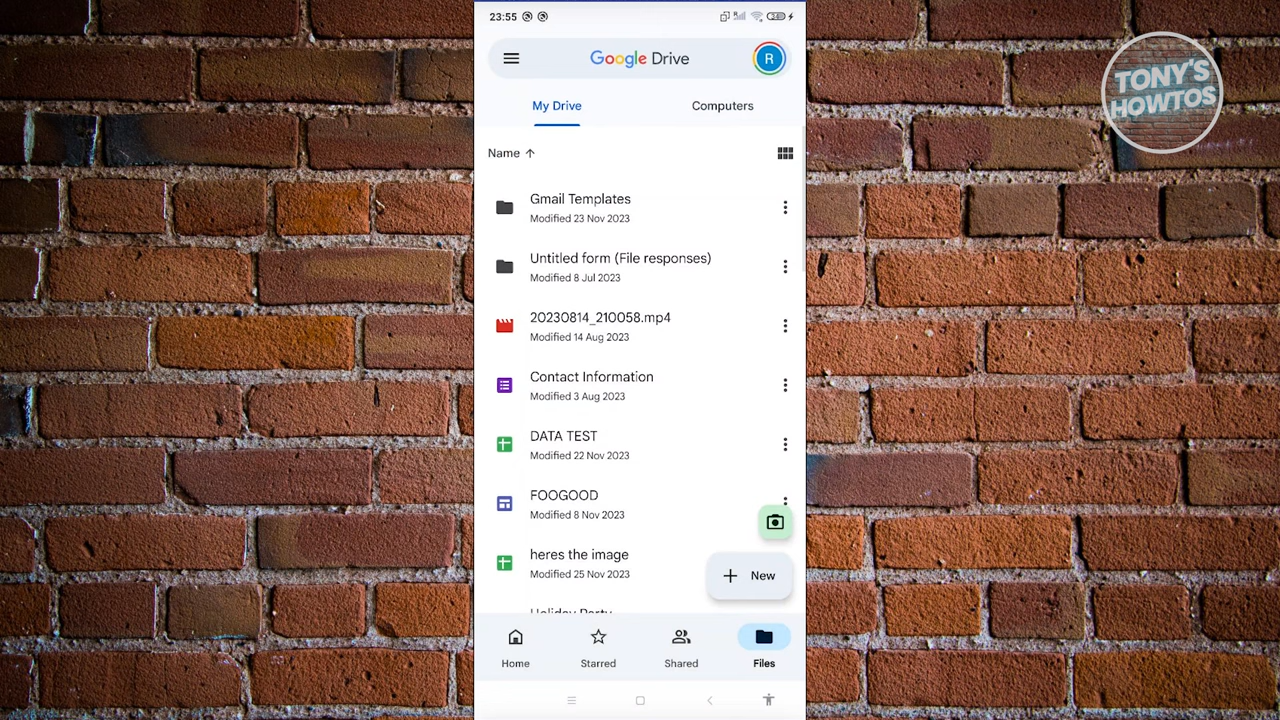 23:55
Google Drive
R
TONY'S
HOWTOS
My Drive
Computers
Name
Gmail Templates
Modified 23 Nov 2023
Untitled form (File responses)
Modified 8 Jul 2023
20230814_210058.mp4
Modified 14 Aug 2023
Contact Information
Modified 3 Aug 2023
DATA TEST
Modified 22 Nov 2023
FOOGOOD
Modified 8 Nov 2023
heres the image
Modified 25 Nov 2023
Holiday Party
New
Home
Starred
Shared
Files